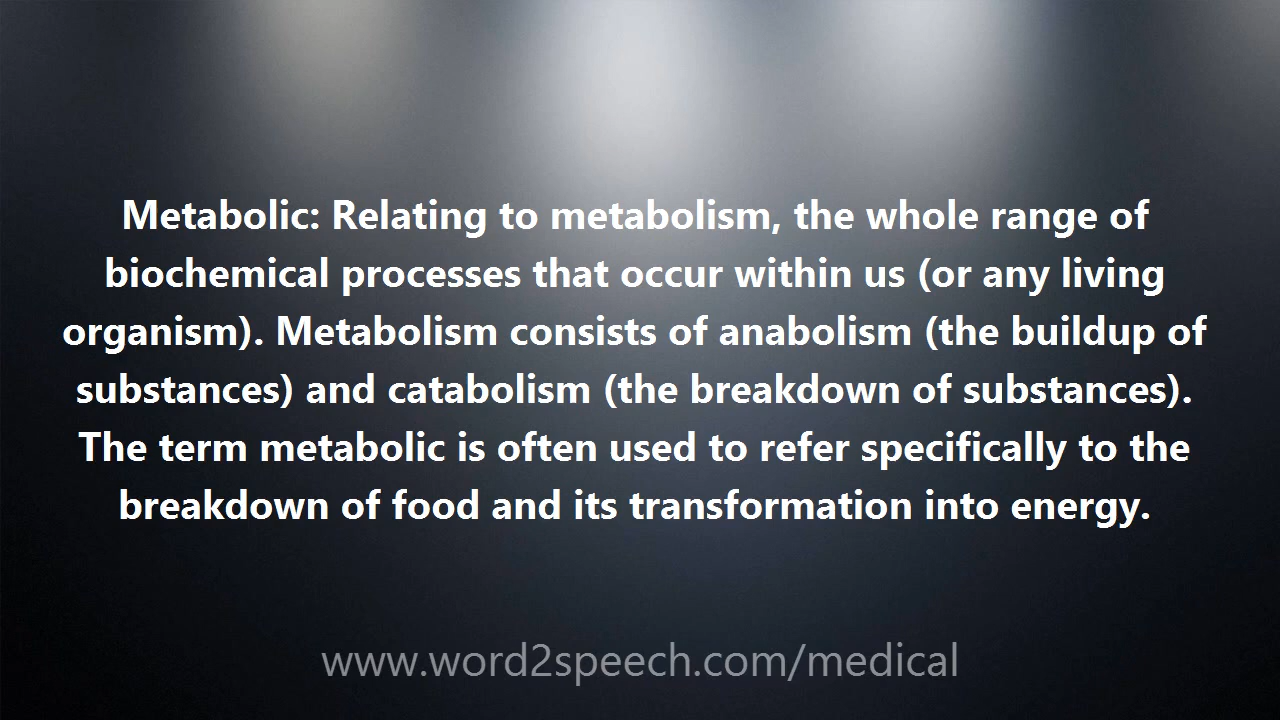 Metabolic: Relating to metabolism, the whole range of
biochemical processes that occur within us (or any living
organism). Metabolism consists of anabolism (the buildup of
substances) and catabolism (the breakdown of substances).
The term metabolic is often used to refer specifically to the
breakdown of food and its transformation into energy.
www.word2speech.com/medical